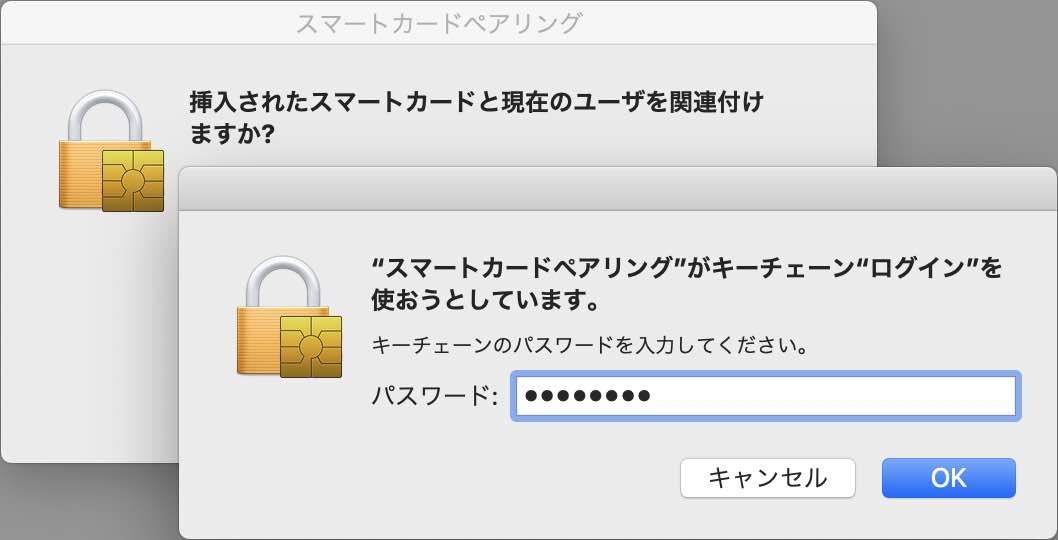 スマートカードペアリング
挿入されたスマートカードと現在のユーザを関連付け
ますか?
“スマートカードペアリング”がキーチェーン“ログイン”を
使おうとしています。
キーチェーンのパスワードを入力してください。
パスワード: ●●●●●●●●
キャンセル OK